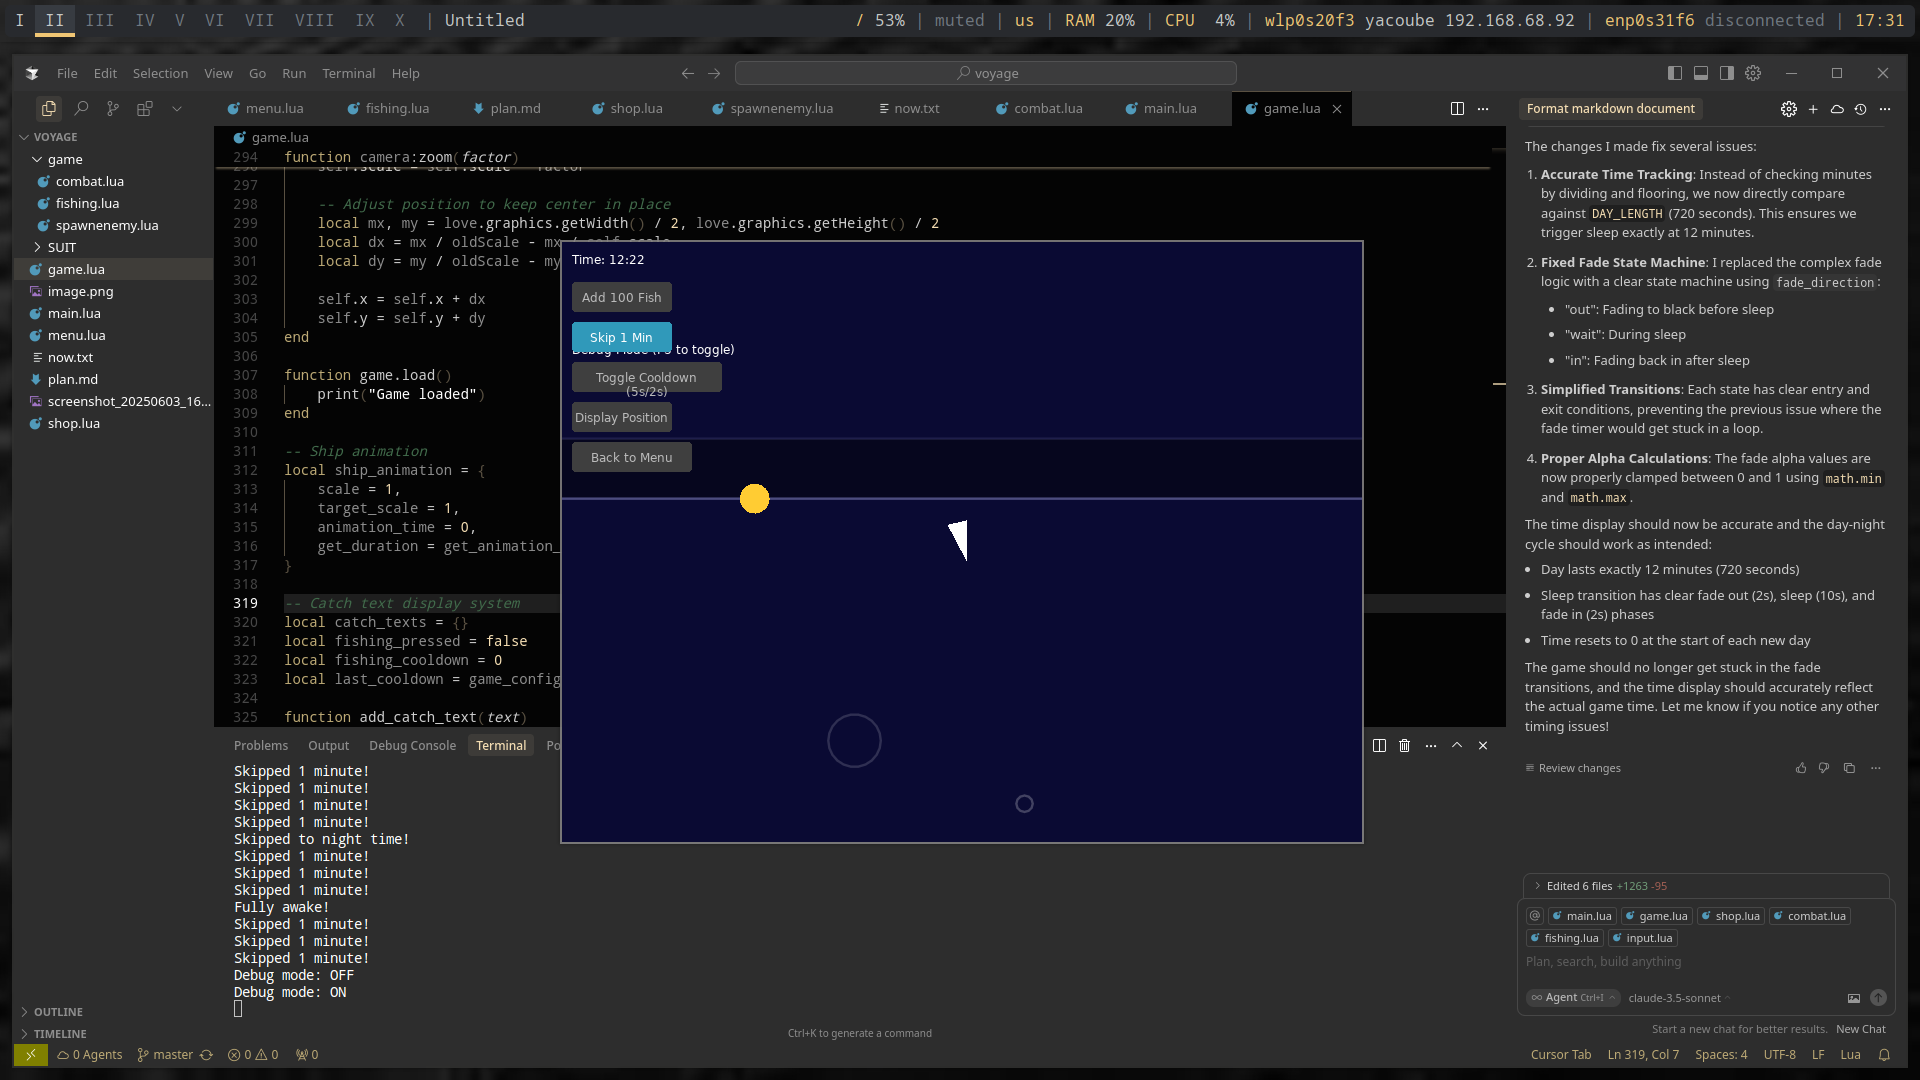 I II III IV V VI VII VIII IX X | Untitled
/ 53% | muted | us | RAM 20% | CPU 4% | wlp0s20f3 yacoube 192.168.68.92 | enp0s31f6 disconnected | 17:31
File Edit Selection View Go Run Terminal Help
voyage
menu.lua fishing.lua plan.md shop.lua spawnenemy.lua now.txt combat.lua main.lua game.lua
VOYAGE
game
combat.lua
fishing.lua
spawnenemy.lua
SUIT
game.lua
image.png
main.lua
menu.lua
now.txt
plan.md
screenshot_20250603_16...
shop.lua
OUTLINE
TIMELINE
game.lua
294 function camera:zoom(factor)
297
298 -- Adjust position to keep center in place
299 local mx, my = love.graphics.getWidth() / 2, love.graphics.getHeight() / 2
300 local dx = mx / oldScale - mx / self.scale
301 local dy = my / oldScale - my
302
303 self.x = self.x + dx
304 self.y = self.y + dy
305 end
306
307 function game.load()
308 print("Game loaded")
309 end
310
311 -- Ship animation
312 local ship_animation = {
313 scale = 1,
314 target_scale = 1,
315 animation_time = 0,
316 get_duration = get_animation_
317 }
318
319 -- Catch text display system
320 local catch_texts = {}
321 local fishing_pressed = false
322 local fishing_cooldown = 0
323 local last_cooldown = game_config
324
325 function add_catch_text(text)
Time: 12:22
Add 100 Fish
Skip 1 Min
to toggle)
Toggle Cooldown
(5s/2s)
Display Position
Back to Menu
Problems Output Debug Console Terminal Po
Skipped 1 minute!
Skipped 1 minute!
Skipped 1 minute!
Skipped 1 minute!
Skipped to night time!
Skipped 1 minute!
Skipped 1 minute!
Skipped 1 minute!
Fully awake!
Skipped 1 minute!
Skipped 1 minute!
Skipped 1 minute!
Debug mode: OFF
Debug mode: ON
Ctrl+K to generate a command
Format markdown document
The changes I made fix several issues:
1. Accurate Time Tracking: Instead of checking minutes
by dividing and flooring, we now directly compare
against DAY_LENGTH (720 seconds). This ensures we
trigger sleep exactly at 12 minutes.
2. Fixed Fade State Machine: I replaced the complex fade
logic with a clear state machine using fade_direction:
• "out": Fading to black before sleep
• "wait": During sleep
• "in": Fading back in after sleep
3. Simplified Transitions: Each state has clear entry and
exit conditions, preventing the previous issue where the
fade timer would get stuck in a loop.
4. Proper Alpha Calculations: The fade alpha values are
now properly clamped between 0 and 1 using math.min
and math.max.
The time display should now be accurate and the day-night
cycle should work as intended:
• Day lasts exactly 12 minutes (720 seconds)
• Sleep transition has clear fade out (2s), sleep (10s), and
fade in (2s) phases
• Time resets to 0 at the start of each new day
The game should no longer get stuck in the fade
transitions, and the time display should accurately reflect
the actual game time. Let me know if you notice any other
timing issues!
Review changes
Edited 6 files +1263 -95
@ main.lua game.lua shop.lua combat.lua
fishing.lua input.lua
Plan, search, build anything
Agent Ctrl+I claude-3.5-sonnet
Start a new chat for better results. New Chat
0 Agents master 0 0 0
Cursor Tab Ln 319, Col 7 Spaces: 4 UTF-8 LF Lua